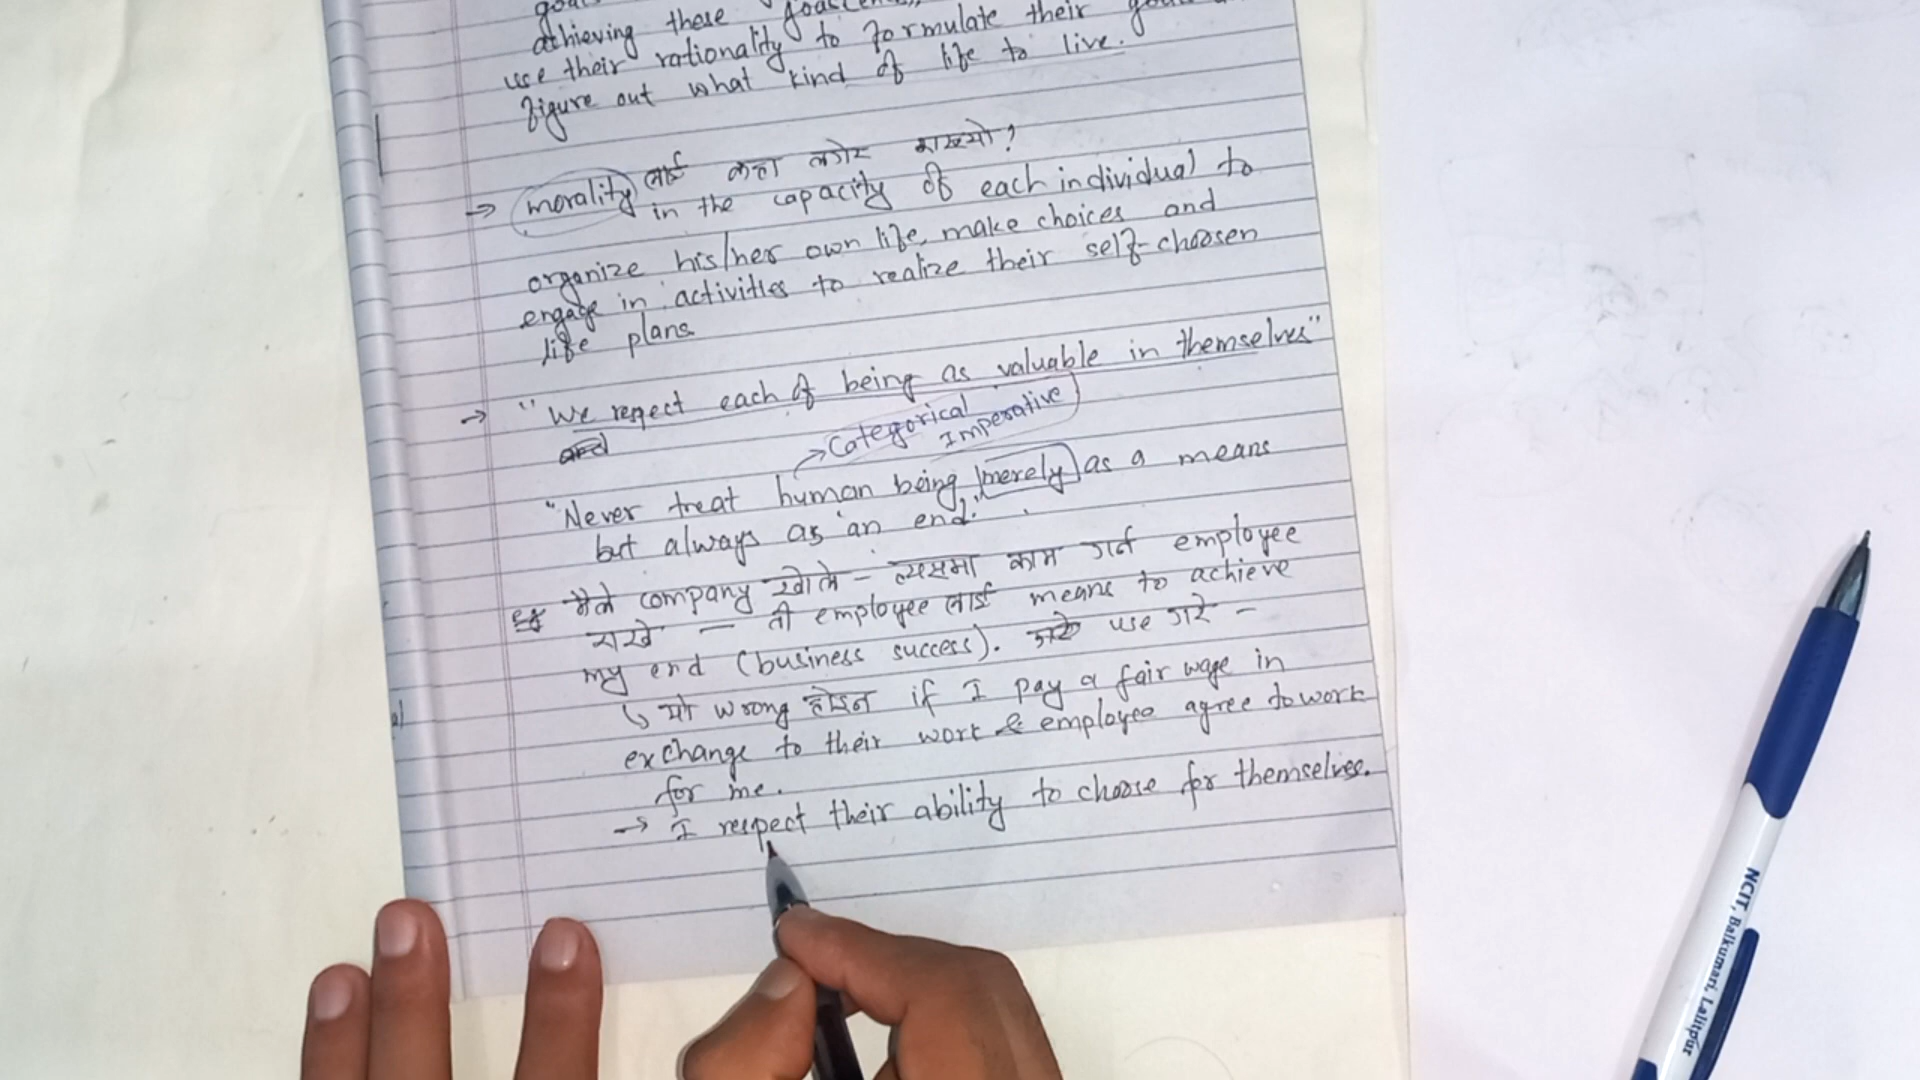 achieving these
use their rationality to formulate their
figure out what kind of life to live.
→ morality लाई कहा लगेर राख्यो?
in the capacity of each individual to
organize his/her own life, make choices and
engage in activities to realize their self-choosen
life plans
→ "We respect each of being as valuable in themselves"
and
→ Categorical
Imperative
"Never treat human being merely as a means
but always as an end."
Eg मैले company खोले - त्यसमा काम गर्न employee
राखे - ती employee लाई means to achieve
my end (business success). use गरे -
↳ यो wrong होइन if I pay a fair wage in
exchange to their work & employee agree to work
for me.
→ I respect their ability to choose for themselves.
NCIT, Balkumari, Lalitpur